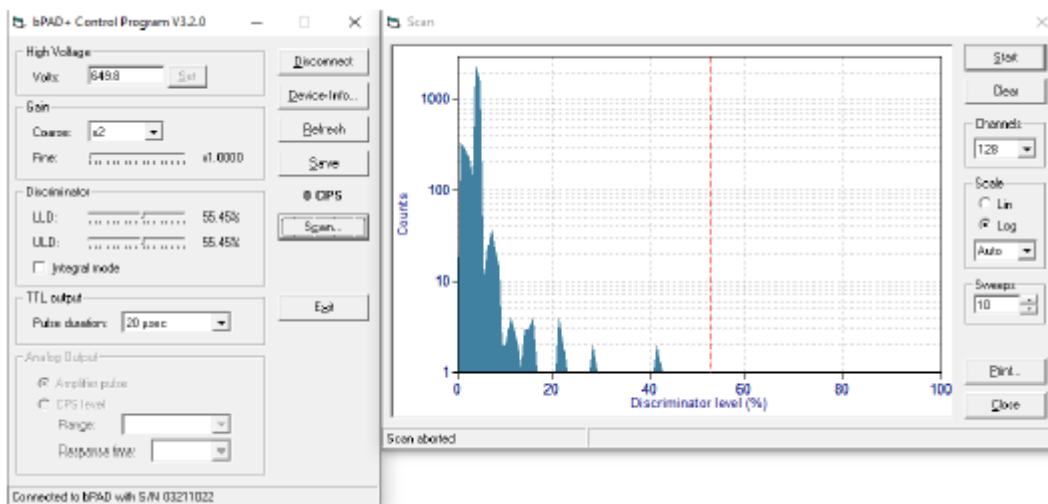 bPAD+ Control Program V3.2.0
High Voltage
Volts: 649.8 Set
Gain
Coarse: x2
Fine: x1.0000
Discriminator
LLD: 55.45%
ULD: 55.45%
Integral mode
TTL output
Pulse duration: 20 µsec
Analog Output
Amplifier pulse
CPS level
Range:
Response time:
Connected to bPAD with S/N 03211022
Disconnect
Device-Info...
Refresh
Save
0 CPS
Scan...
Exit
Scan
Counts
1000
100
10
1
0 20 40 60 80 100
Discriminator level (%)
Scan aborted
Start
Clear
Channels
128
Scale
Lin
Log
Auto
Sweeps
10
Print...
Close